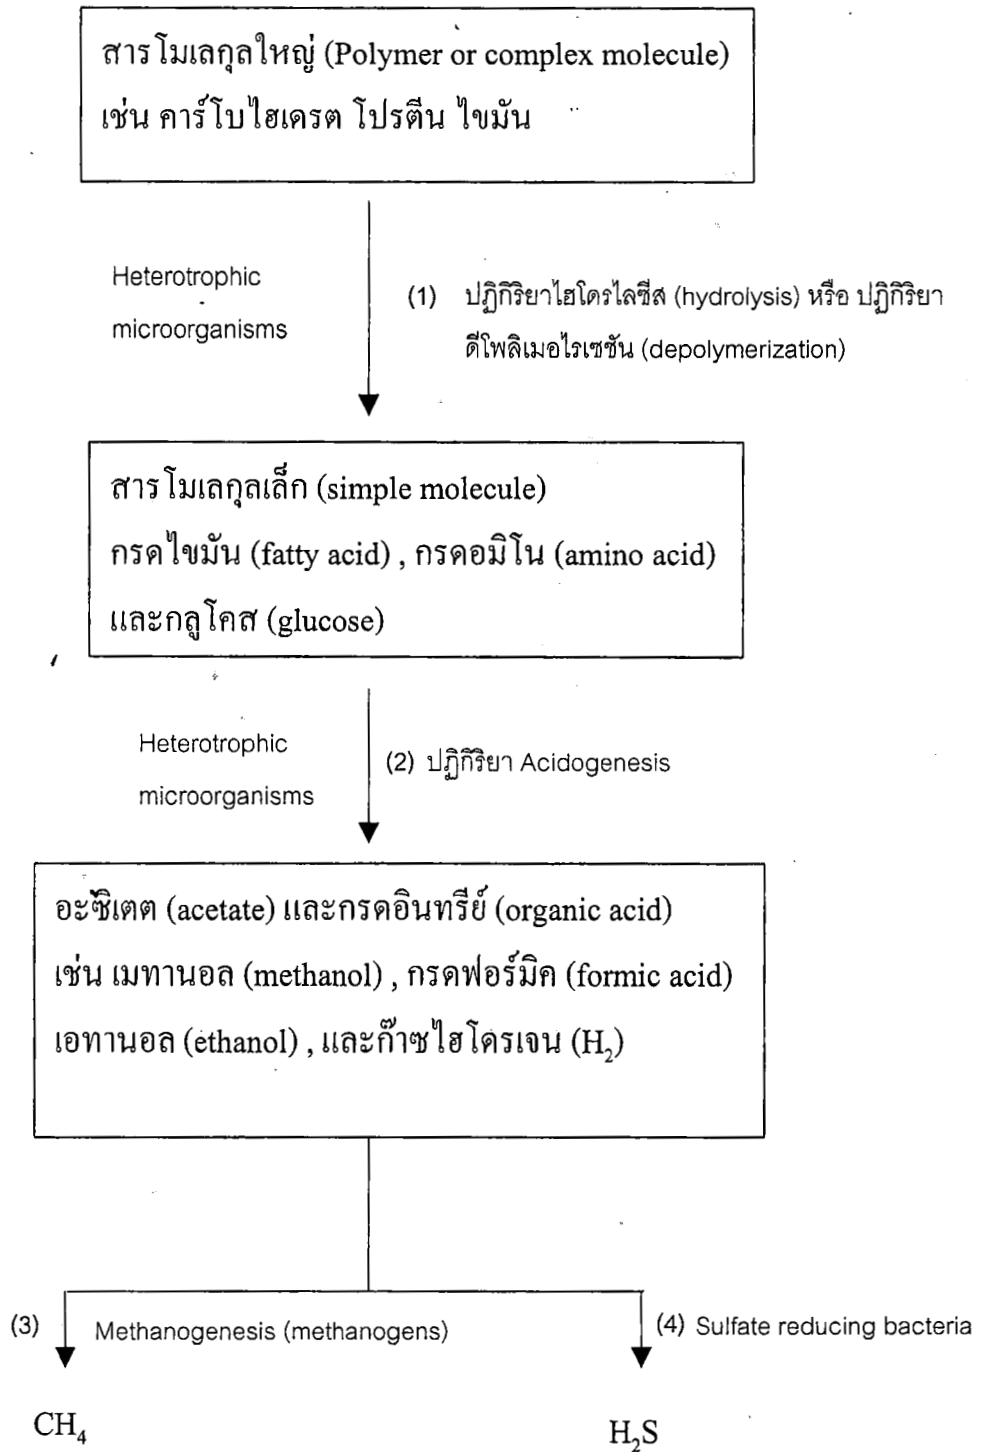 สารโมเลกุลใหญ่ (Polymer or complex molecule)
เช่น คาร์โบไฮเดรต โปรตีน ไขมัน
Heterotrophic
microorganisms
(1) ปฏิกิริยาไฮโดรไลซีส (hydrolysis) หรือ ปฏิกิริยา
ดีโพลิเมอไรเซชัน (depolymerization)
สารโมเลกุลเล็ก (simple molecule)
กรดไขมัน (fatty acid) , กรดอมิโน (amino acid)
และกลูโคส (glucose)
Heterotrophic
microorganisms
(2) ปฏิกิริยา Acidogenesis
อะซิเตต (acetate) และกรดอินทรีย์ (organic acid)
เช่น เมทานอล (methanol) , กรดฟอร์มิค (formic acid)
เอทานอล (ethanol) , และก๊าซไฮโดรเจน (H₂)
(3) Methanogenesis (methanogens)
(4) Sulfate reducing bacteria
CH₄
H₂S